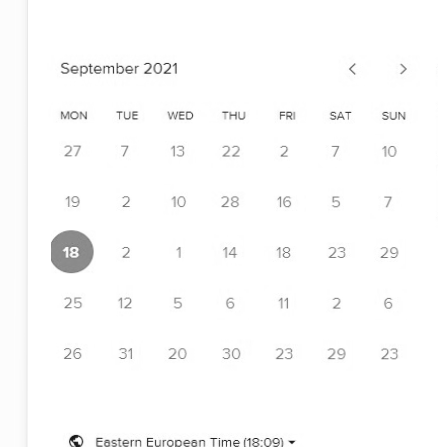 September 2021
MON TUE WED THU FRI SAT SUN
27 7 13 22 2 7 10
19 2 10 28 16 5 7
18 2 1 14 18 23 29
25 12 5 6 11 2 6
26 31 20 30 23 29 23
Eastern European Time (18:09)